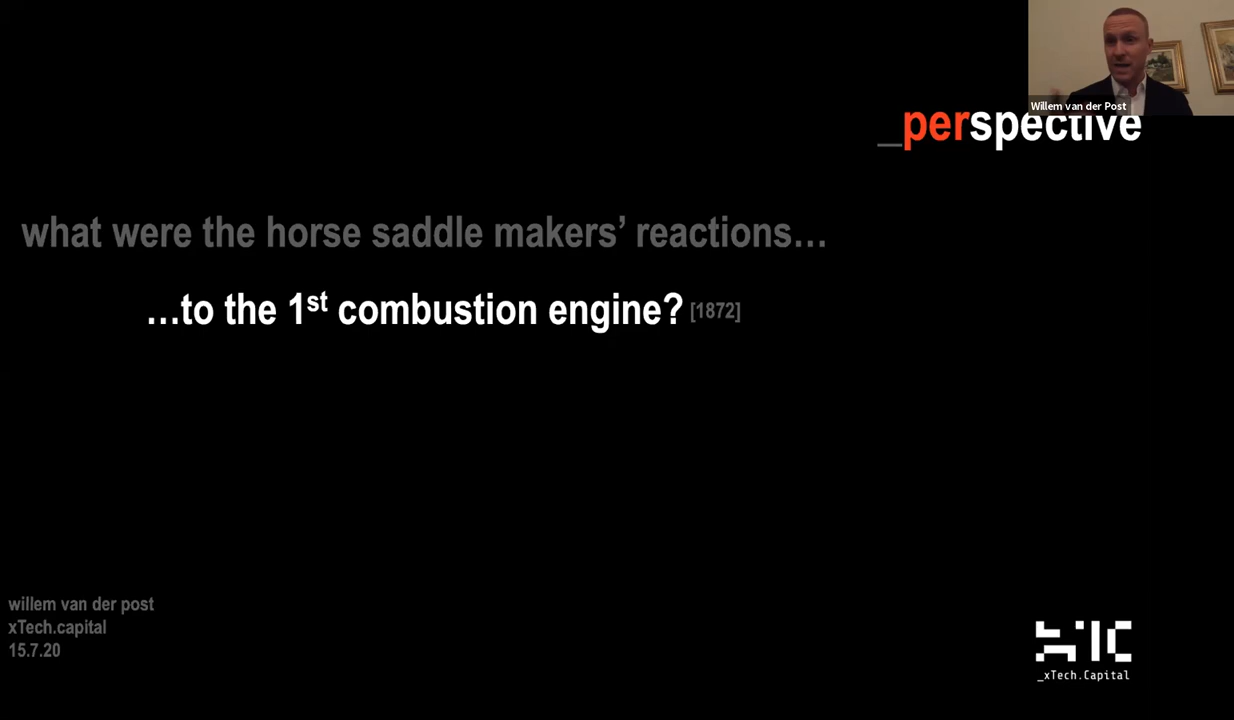 Willem van der Post
_perspective
what were the horse saddle makers’ reactions…
…to the 1st combustion engine? [1872]
willem van der post
xTech.capital
15.7.20
_xTech.Capital